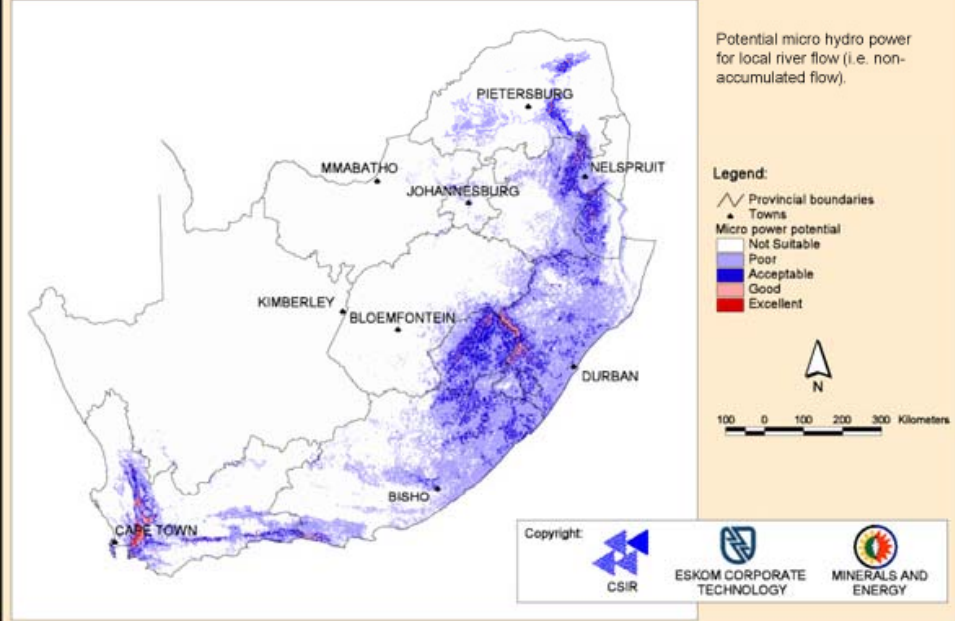 Potential micro hydro power
for local river flow (i.e. non-
accumulated flow).
PIETERSBURG
MMABATHO
NELSPRUIT
JOHANNESBURG
KIMBERLEY
BLOEMFONTEIN
DURBAN
BISHO
CAPE TOWN
Legend:
Provincial boundaries
Towns
Micro power potential
Not Suitable
Poor
Acceptable
Good
Excellent
N
100 0 100 200 300 Kilometers
Copyright:
CSIR
ESKOM CORPORATE
TECHNOLOGY
MINERALS AND
ENERGY